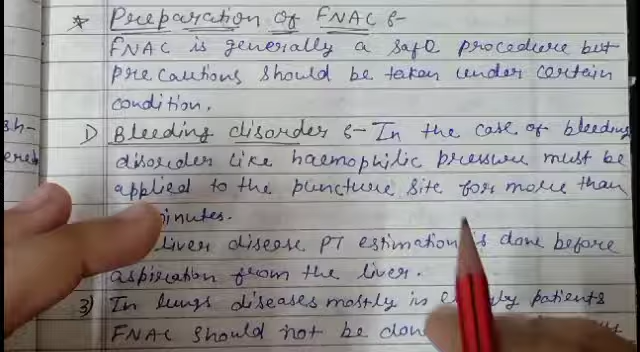 * Preparation of FNAC :-
FNAC is generally a safe procedure but
precautions should be taken under certain
condition.
sh-
1) Bleeding disorder :- In the case of bleeding
disorder like haemophilic pressure must be
applied to the puncture site for more than
inutes.
liver disease PT estimation is done before
aspiration from the liver.
3) In lungs diseases mostly in patients
FNAC should not be done